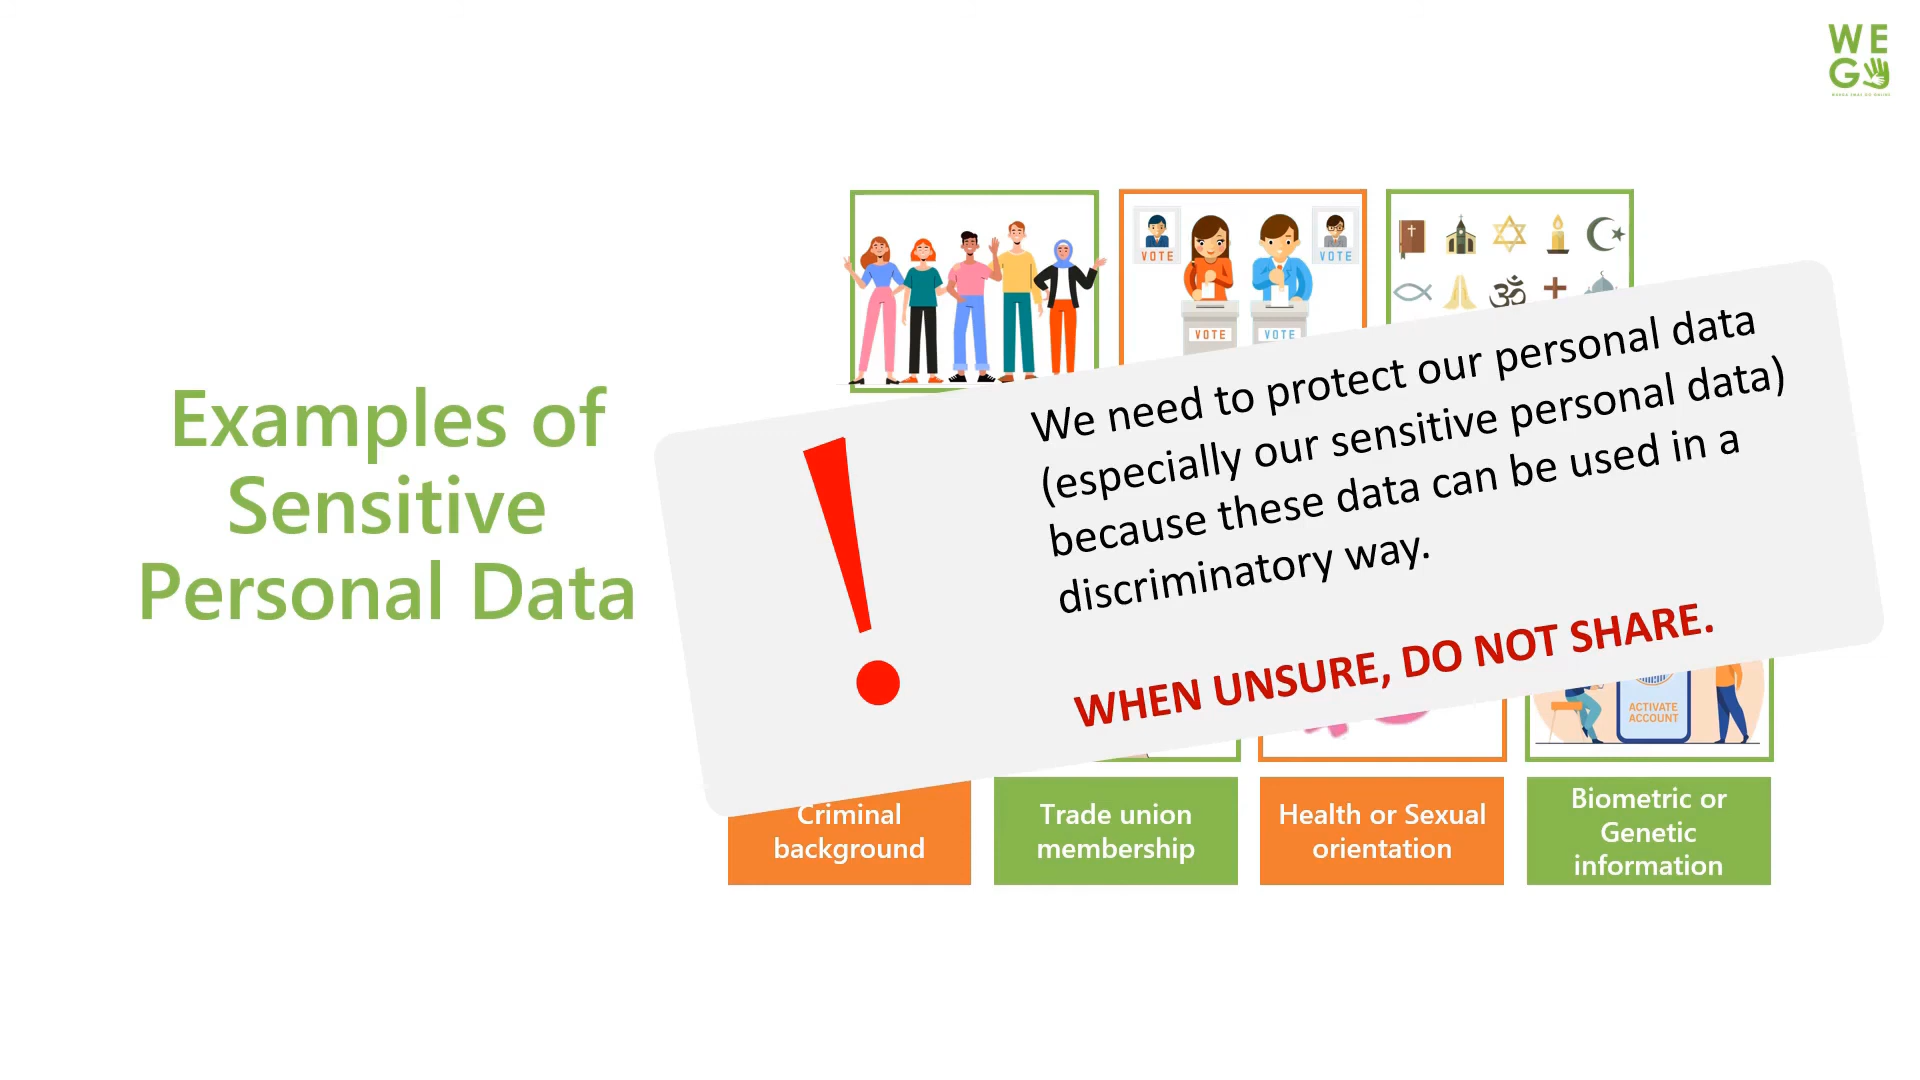 WE
GO
Examples of
Sensitive
Personal Data
VOTE
VOTE
VOTE
VOTE
We need to protect our personal data
(especially our sensitive personal data)
because these data can be used in a
discriminatory way.
WHEN UNSURE, DO NOT SHARE.
ACTIVATE
ACCOUNT
Criminal
background
Trade union
membership
Health or Sexual
orientation
Biometric or
Genetic
information